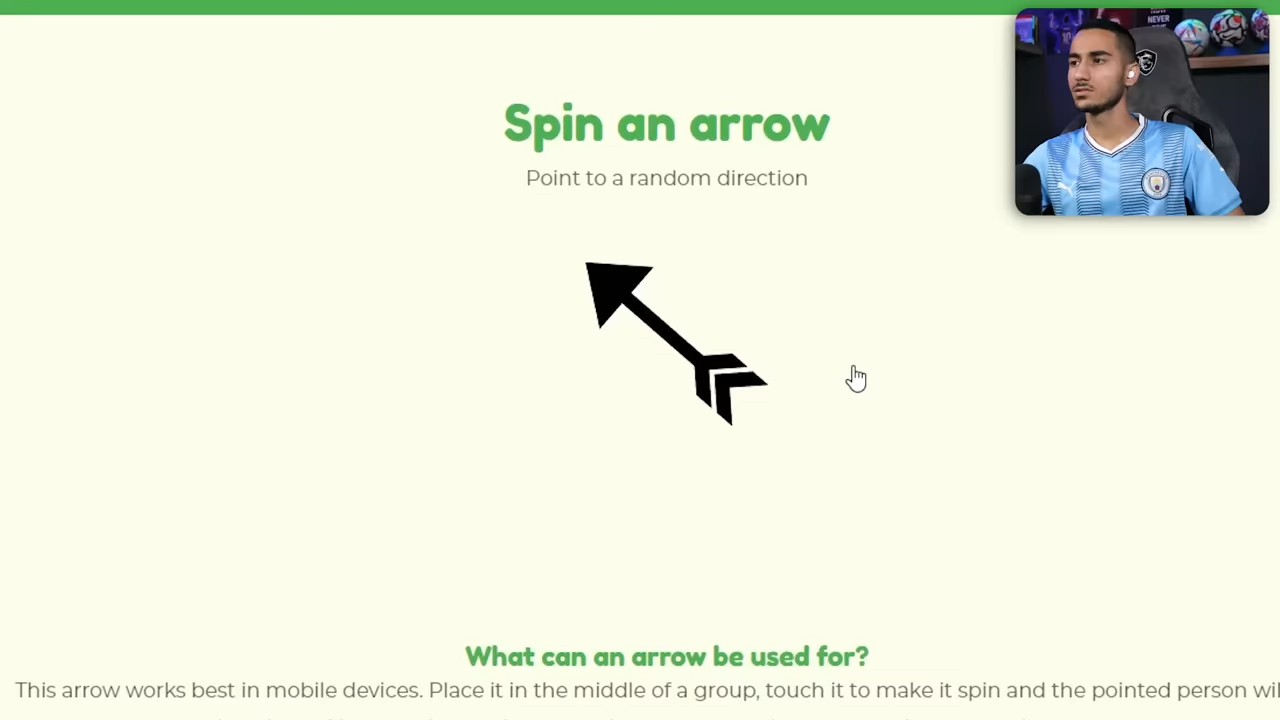 NEVER
Spin an arrow
Point to a random direction
What can an arrow be used for?
This arrow works best in mobile devices. Place it in the middle of a group, touch it to make it spin and the pointed person wil